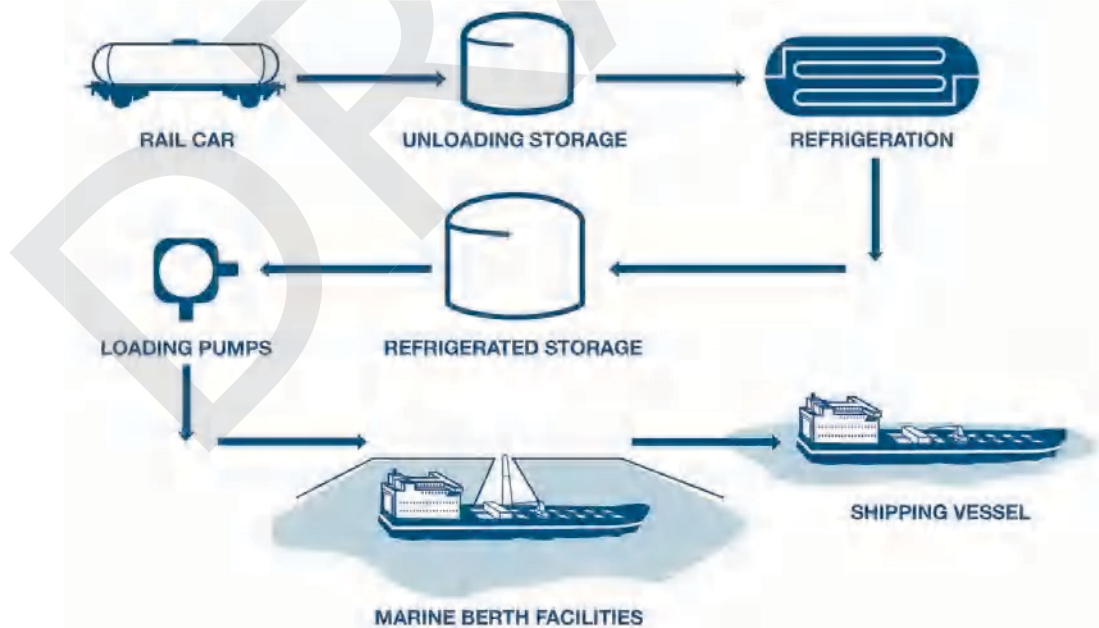 RAIL CAR
UNLOADING STORAGE
REFRIGERATION
LOADING PUMPS
REFRIGERATED STORAGE
SHIPPING VESSEL
MARINE BERTH FACILITIES